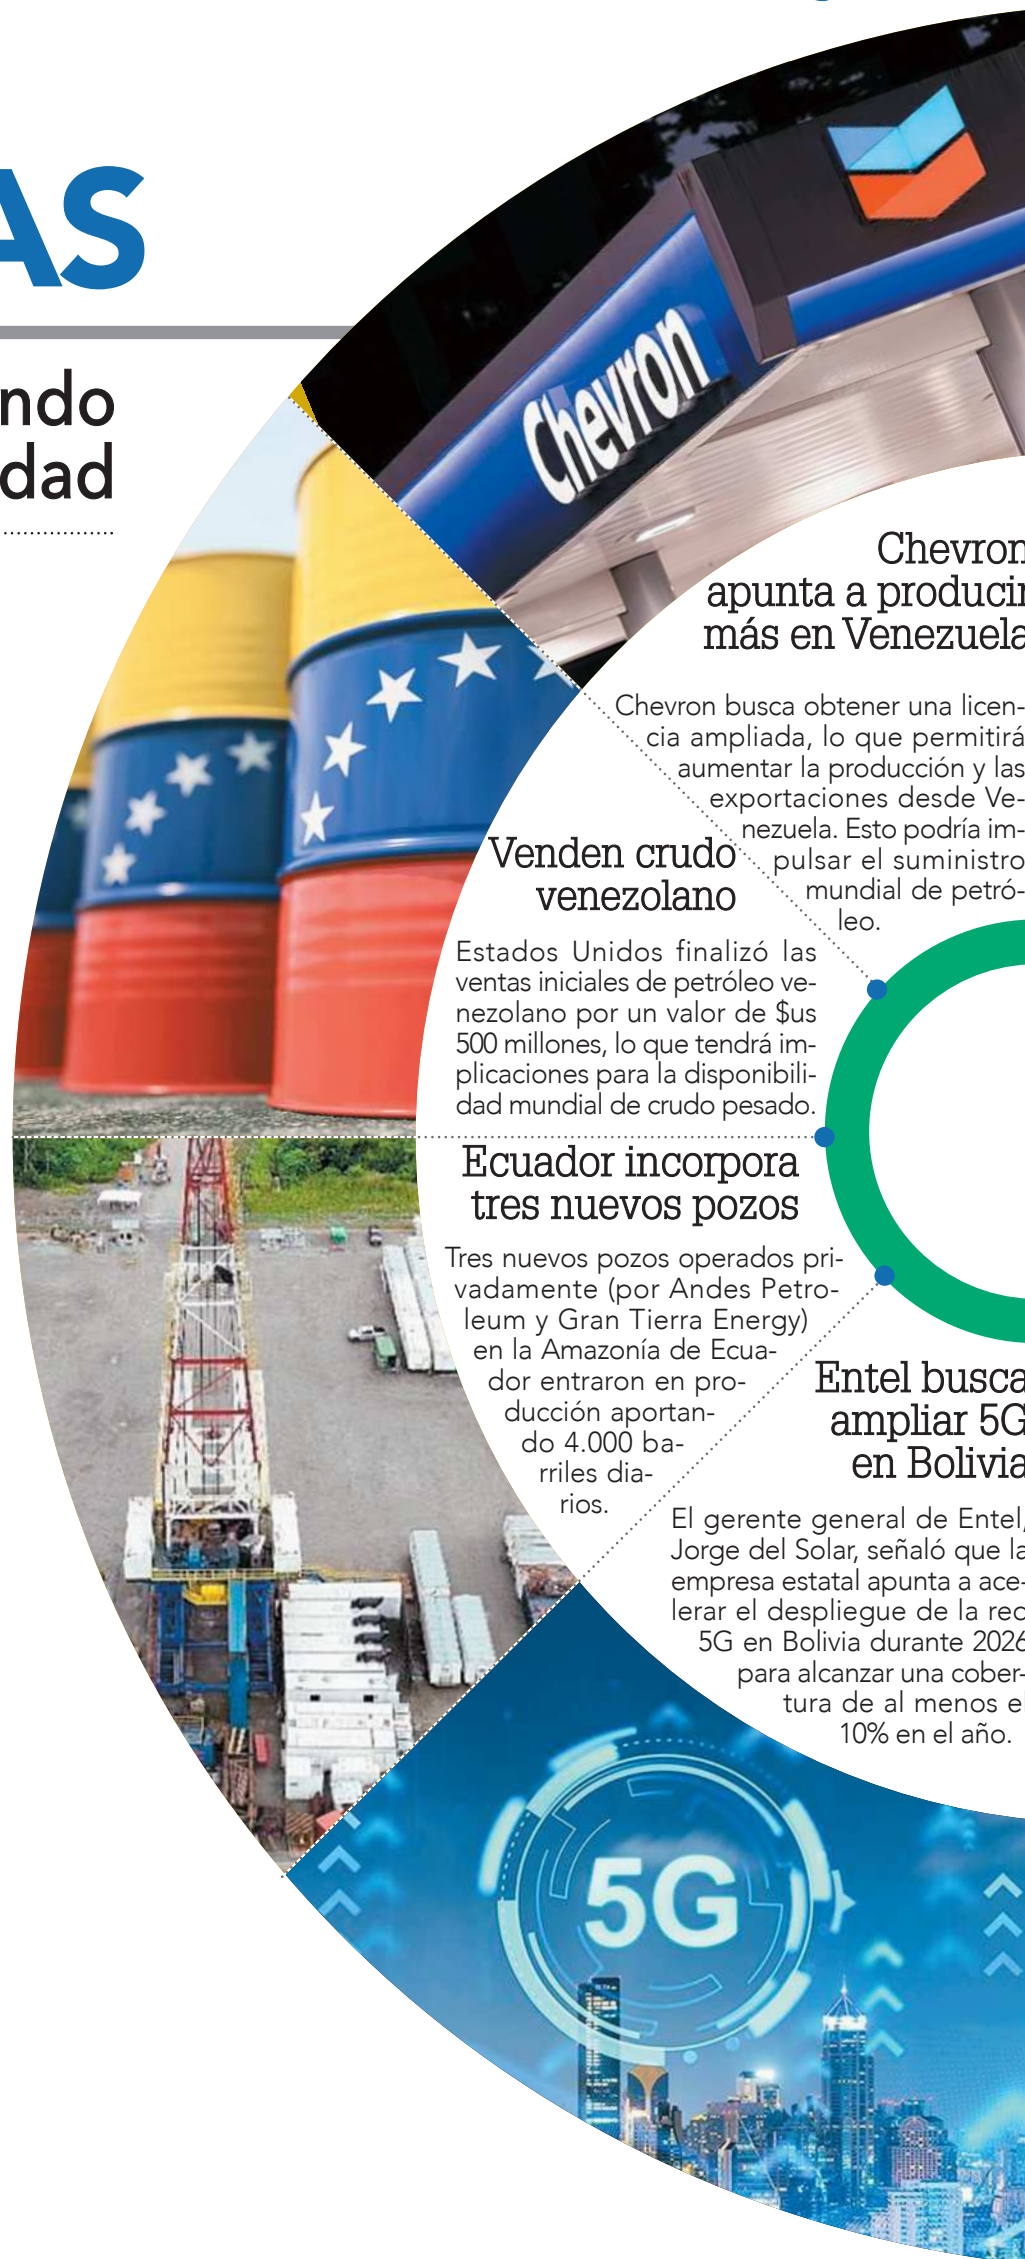 AS
ndo
dad
Chevron
Chevron
apunta a producir
más en Venezuela
Chevron busca obtener una licen-
cia ampliada, lo que permitirá
aumentar la producción y las
exportaciones desde Ve-
nezuela. Esto podría im-
pulsar el suministro
mundial de petró-
leo.
Venden crudo
venezolano
Estados Unidos finalizó las
ventas iniciales de petróleo ve-
nezolano por un valor de $us
500 millones, lo que tendrá im-
plicaciones para la disponibili-
dad mundial de crudo pesado.
Ecuador incorpora
tres nuevos pozos
Tres nuevos pozos operados pri-
vadamente (por Andes Petro-
leum y Gran Tierra Energy)
en la Amazonía de Ecua-
dor entraron en pro-
ducción aportan-
do 4.000 ba-
rriles dia-
rios.
Entel busca
ampliar 5G
en Bolivia
El gerente general de Entel,
Jorge del Solar, señaló que la
empresa estatal apunta a ace-
lerar el despliegue de la red
5G en Bolivia durante 2026
para alcanzar una cober-
tura de al menos el
10% en el año.
5G